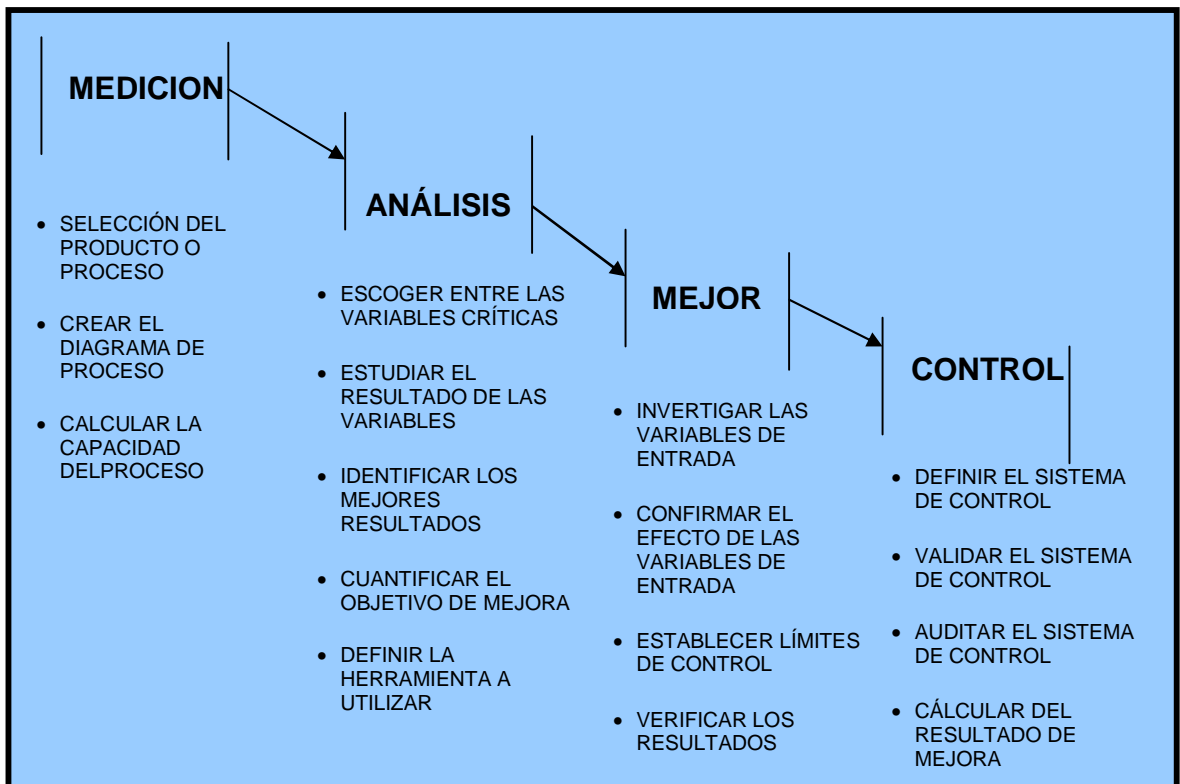 MEDICION
• SELECCIÓN DEL
PRODUCTO O
PROCESO
• CREAR EL
DIAGRAMA DE
PROCESO
• CALCULAR LA
CAPACIDAD
DELPROCESO
ANÁLISIS
• ESCOGER ENTRE LAS
VARIABLES CRÍTICAS
• ESTUDIAR EL
RESULTADO DE LAS
VARIABLES
• IDENTIFICAR LOS
MEJORES
RESULTADOS
• CUANTIFICAR EL
OBJETIVO DE MEJORA
• DEFINIR LA
HERRAMIENTA A
UTILIZAR
MEJOR
• INVERTIGAR LAS
VARIABLES DE
ENTRADA
• CONFIRMAR EL
EFECTO DE LAS
VARIABLES DE
ENTRADA
• ESTABLECER LÍMITES
DE CONTROL
• VERIFICAR LOS
RESULTADOS
CONTROL
• DEFINIR EL SISTEMA
DE CONTROL
• VALIDAR EL SISTEMA
DE CONTROL
• AUDITAR EL SISTEMA
DE CONTROL
• CÁLCULAR DEL
RESULTADO DE
MEJORA